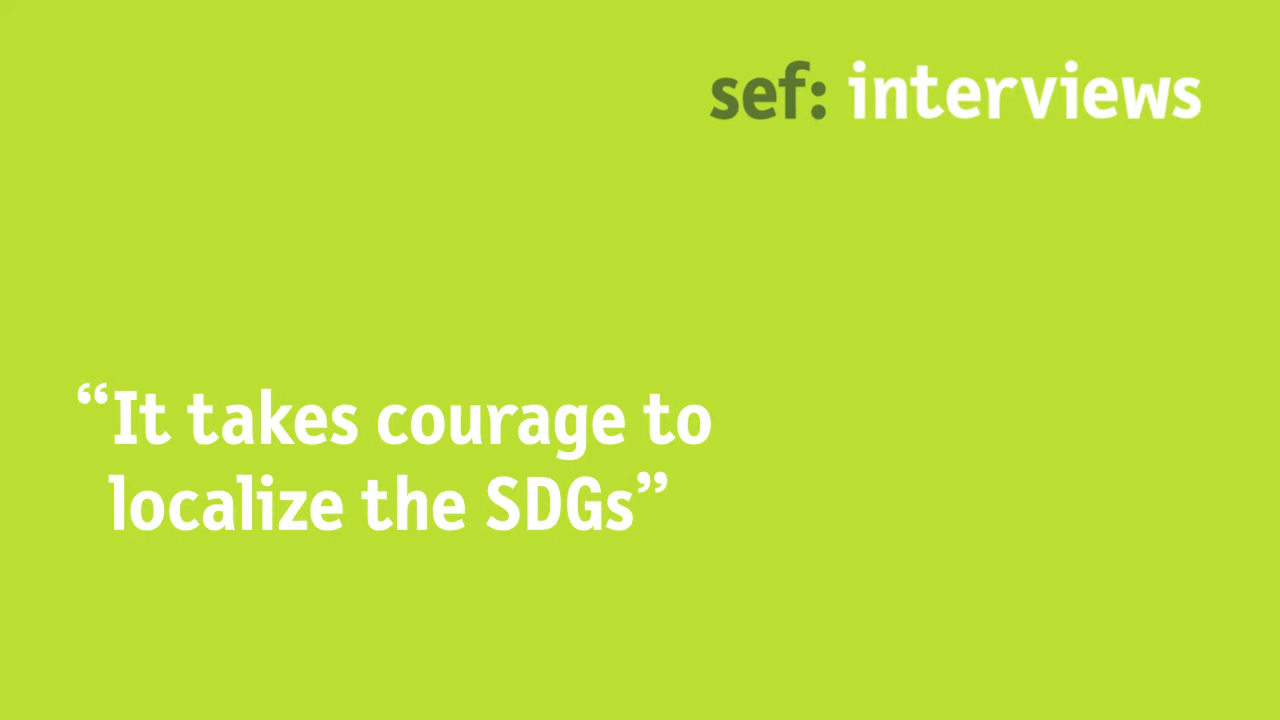 sef: interviews
“It takes courage to
localize the SDGs”